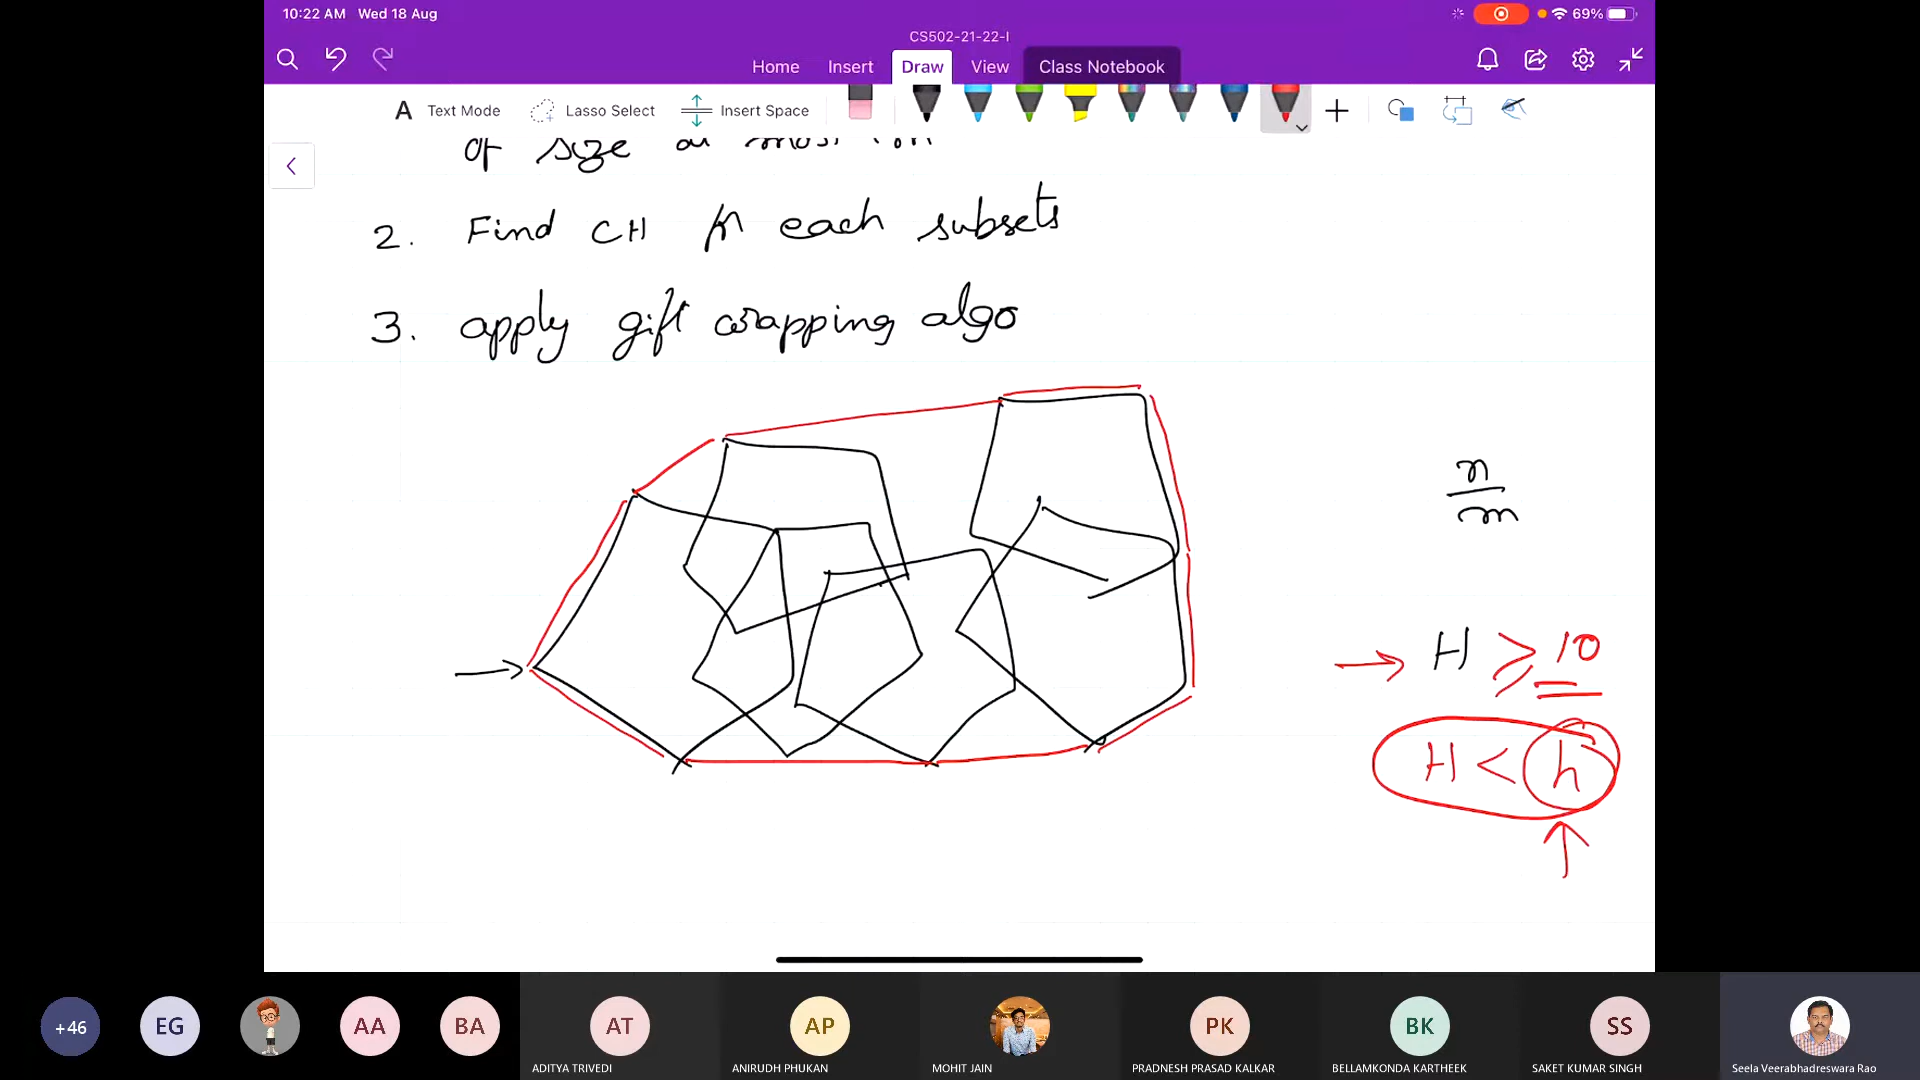 10:22 AM Wed 18 Aug
69%
CS502-21-22-I
Home Insert Draw View Class Notebook
A Text Mode Lasso Select Insert Space
of size at most
2. Find CH for each subsets
3. apply gift wrapping algo
n
m
H ≥ 10
H < h
+46 EG AA BA AT AP PK BK SS
ADITYA TRIVEDI ANIRUDH PHUKAN MOHIT JAIN PRADNESH PRASAD KALKAR BELLAMKONDA KARTHEEK SAKET KUMAR SINGH Seela Veerabhadreswara Rao